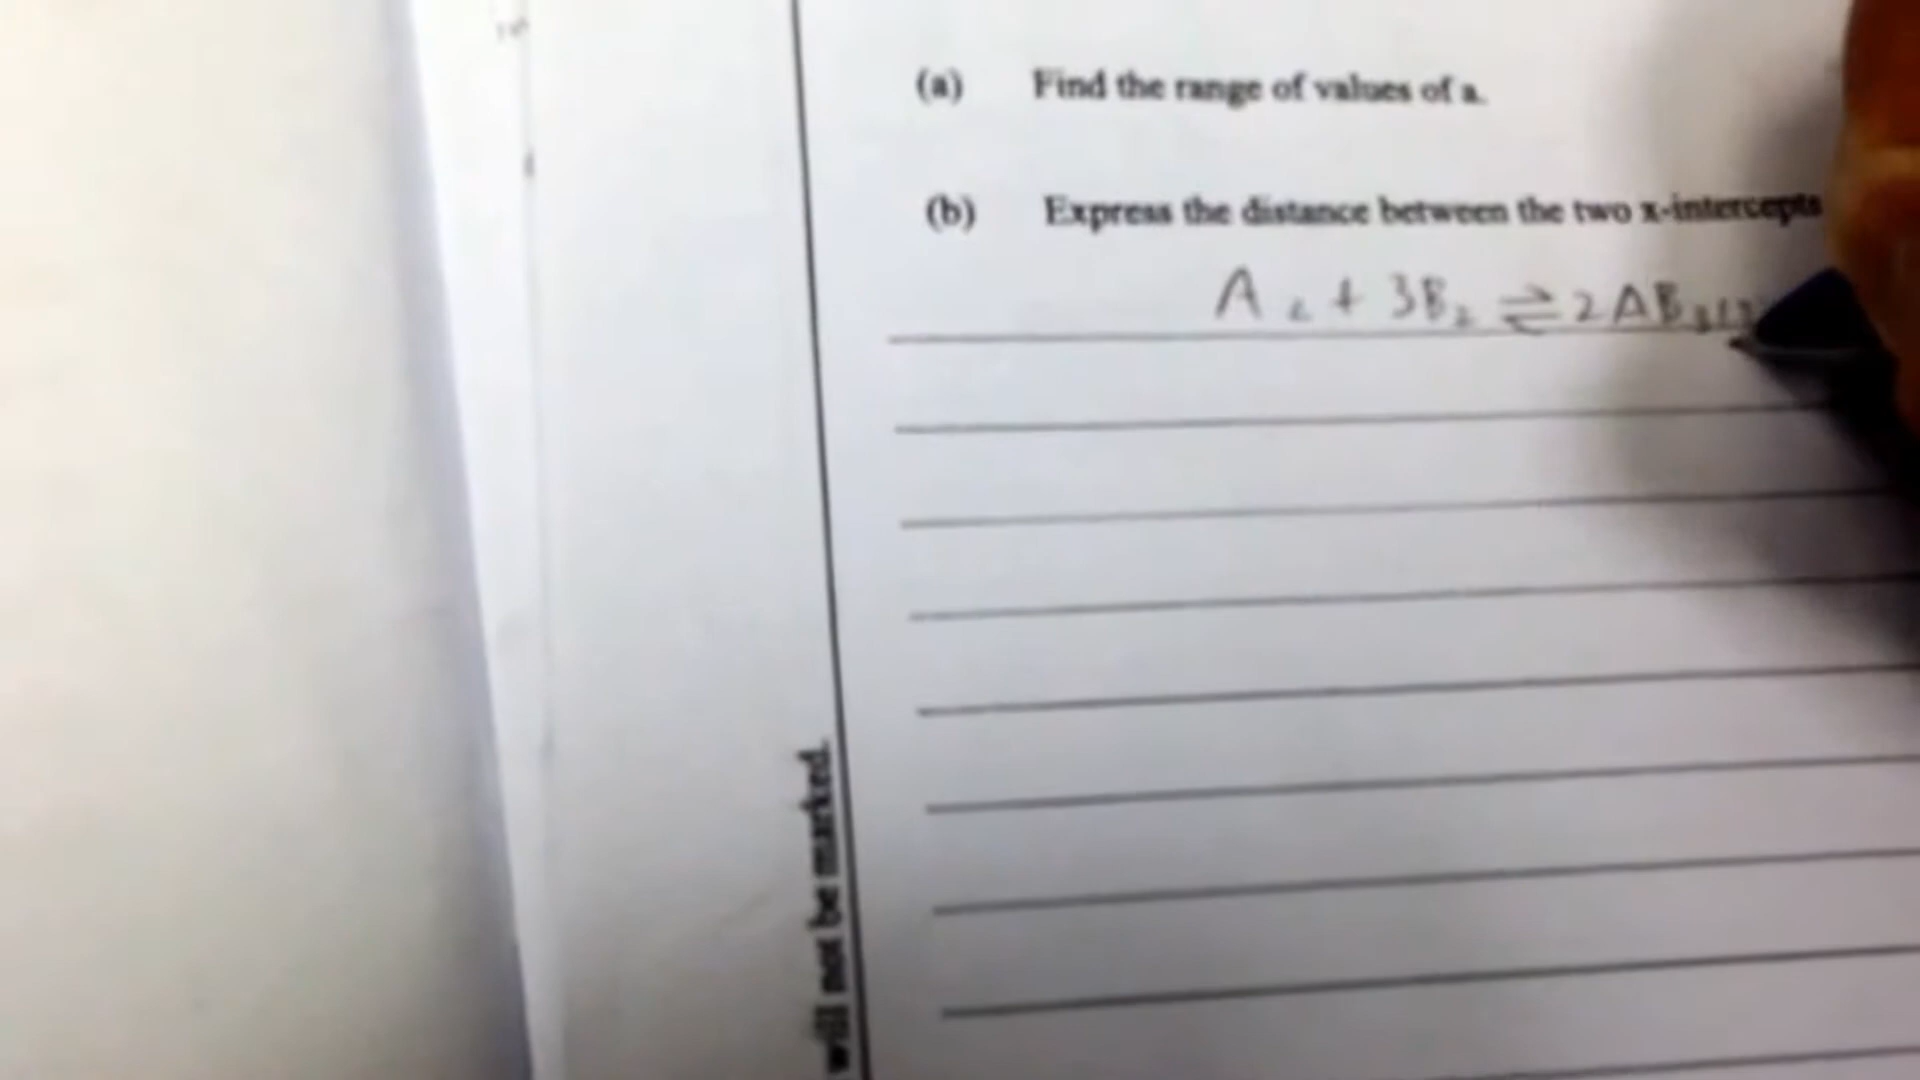 (a) Find the range of values of a.
(b) Express the distance between the two x-intercepts
A₂ + 3B₂ ⇌ 2AB₃
will not be marked.